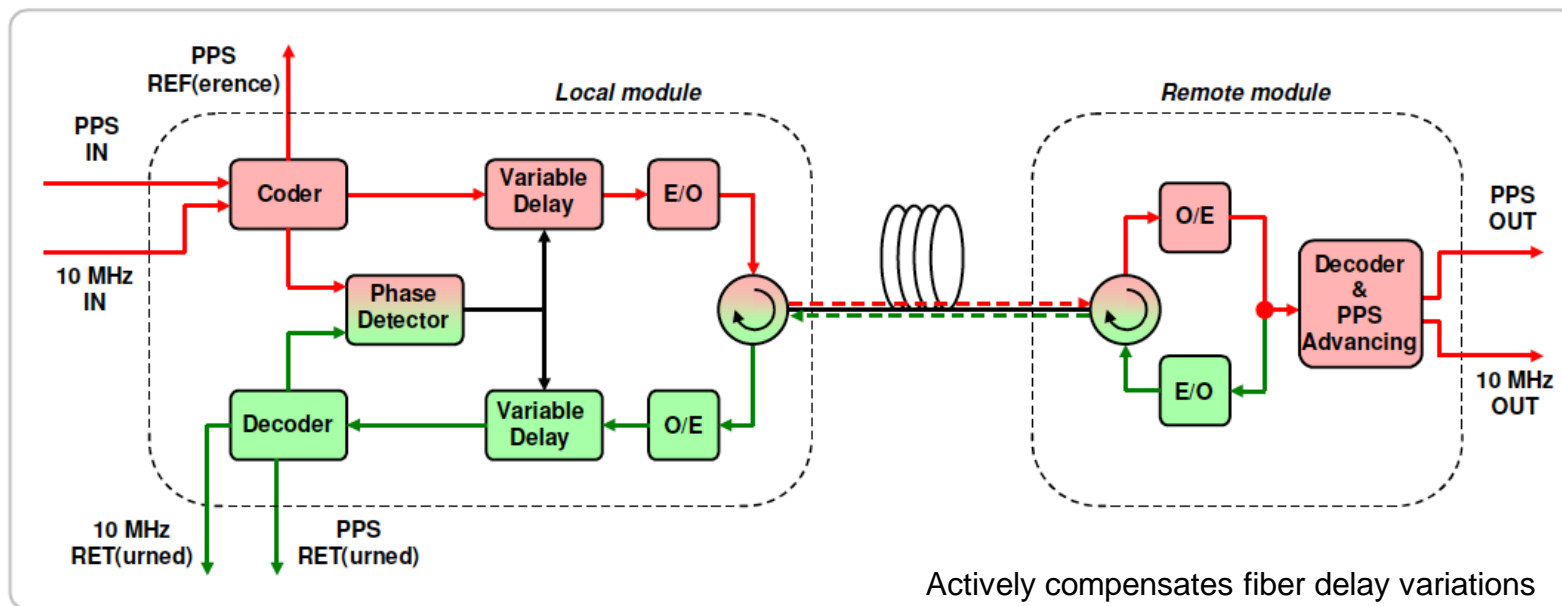 PPS
REF(erence)
Local module
Remote module
PPS
IN
Coder
Variable
Delay
E/O
O/E
PPS
OUT
10 MHz
IN
Phase
Detector
Decoder
&
PPS
Advancing
Decoder
Variable
Delay
O/E
E/O
10 MHz
OUT
10 MHz
RET(urned)
PPS
RET(urned)
Actively compensates fiber delay variations